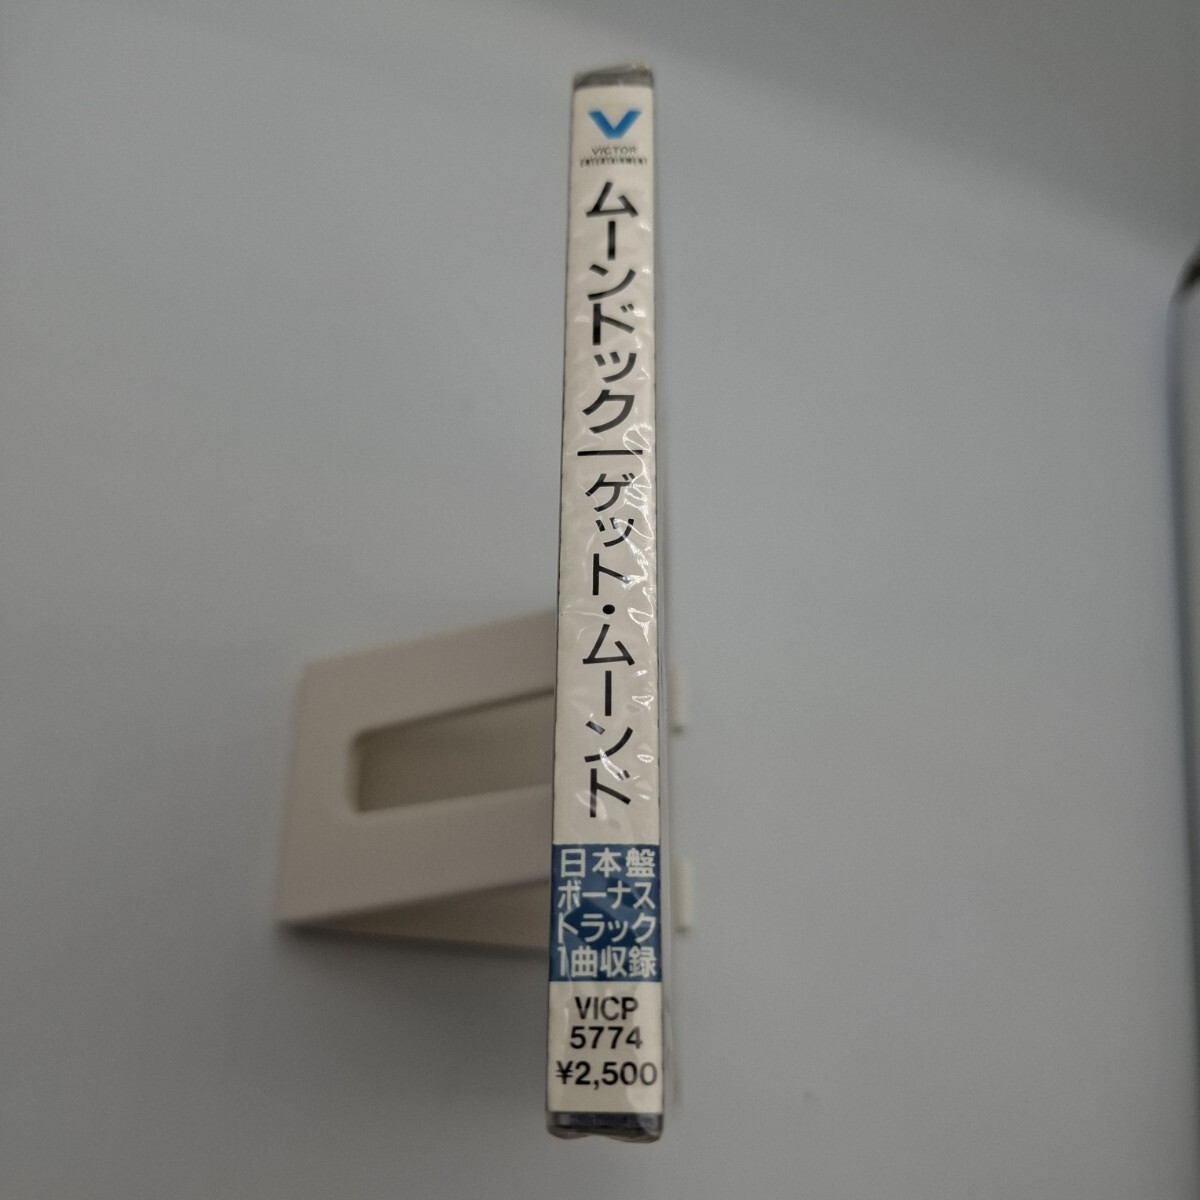 V
VICTOR
ENTERTAINMENT
ムーンドック
ゲット・ムーンド
日本盤
ボーナス
トラック
1曲収録
VICP
5774
¥2,500